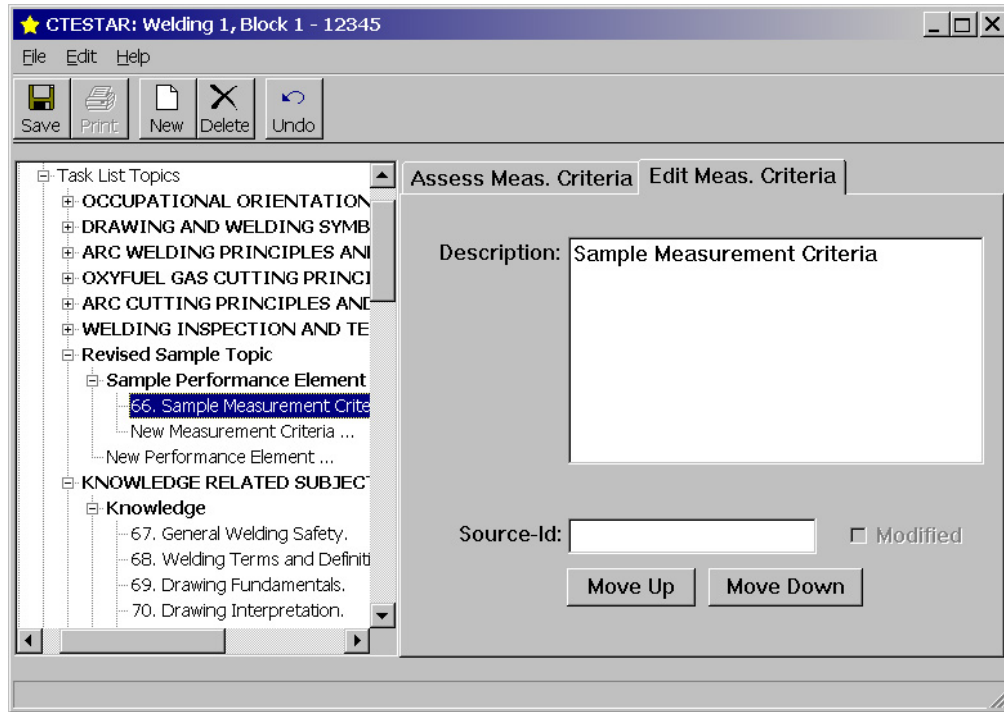 CTESTAR: Welding 1, Block 1 - 12345
File Edit Help
Save Print New Delete Undo
Task List Topics
OCCUPATIONAL ORIENTATION
DRAWING AND WELDING SYMB
ARC WELDING PRINCIPLES AN
OXYFUEL GAS CUTTING PRINCI
ARC CUTTING PRINCIPLES AND
WELDING INSPECTION AND TE
Revised Sample Topic
Sample Performance Element
66. Sample Measurement Crite
New Measurement Criteria ...
New Performance Element ...
KNOWLEDGE RELATED SUBJECT
Knowledge
67. General Welding Safety.
68. Welding Terms and Definiti
69. Drawing Fundamentals.
70. Drawing Interpretation.
Assess Meas. Criteria Edit Meas. Criteria
Description: Sample Measurement Criteria
Source-Id: Modified
Move Up Move Down